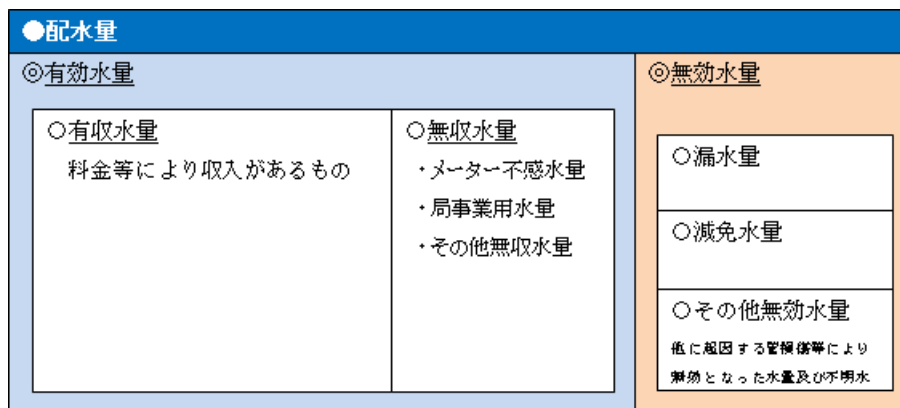 ●配水量
◎有効水量
○有収水量
料金等により収入があるもの
○無収水量
・メーター不感水量
・局事業用水量
・その他無収水量
◎無効水量
○漏水量
○減免水量
○その他無効水量
他に起因する管損傷等により
無効となった水量及び不明水